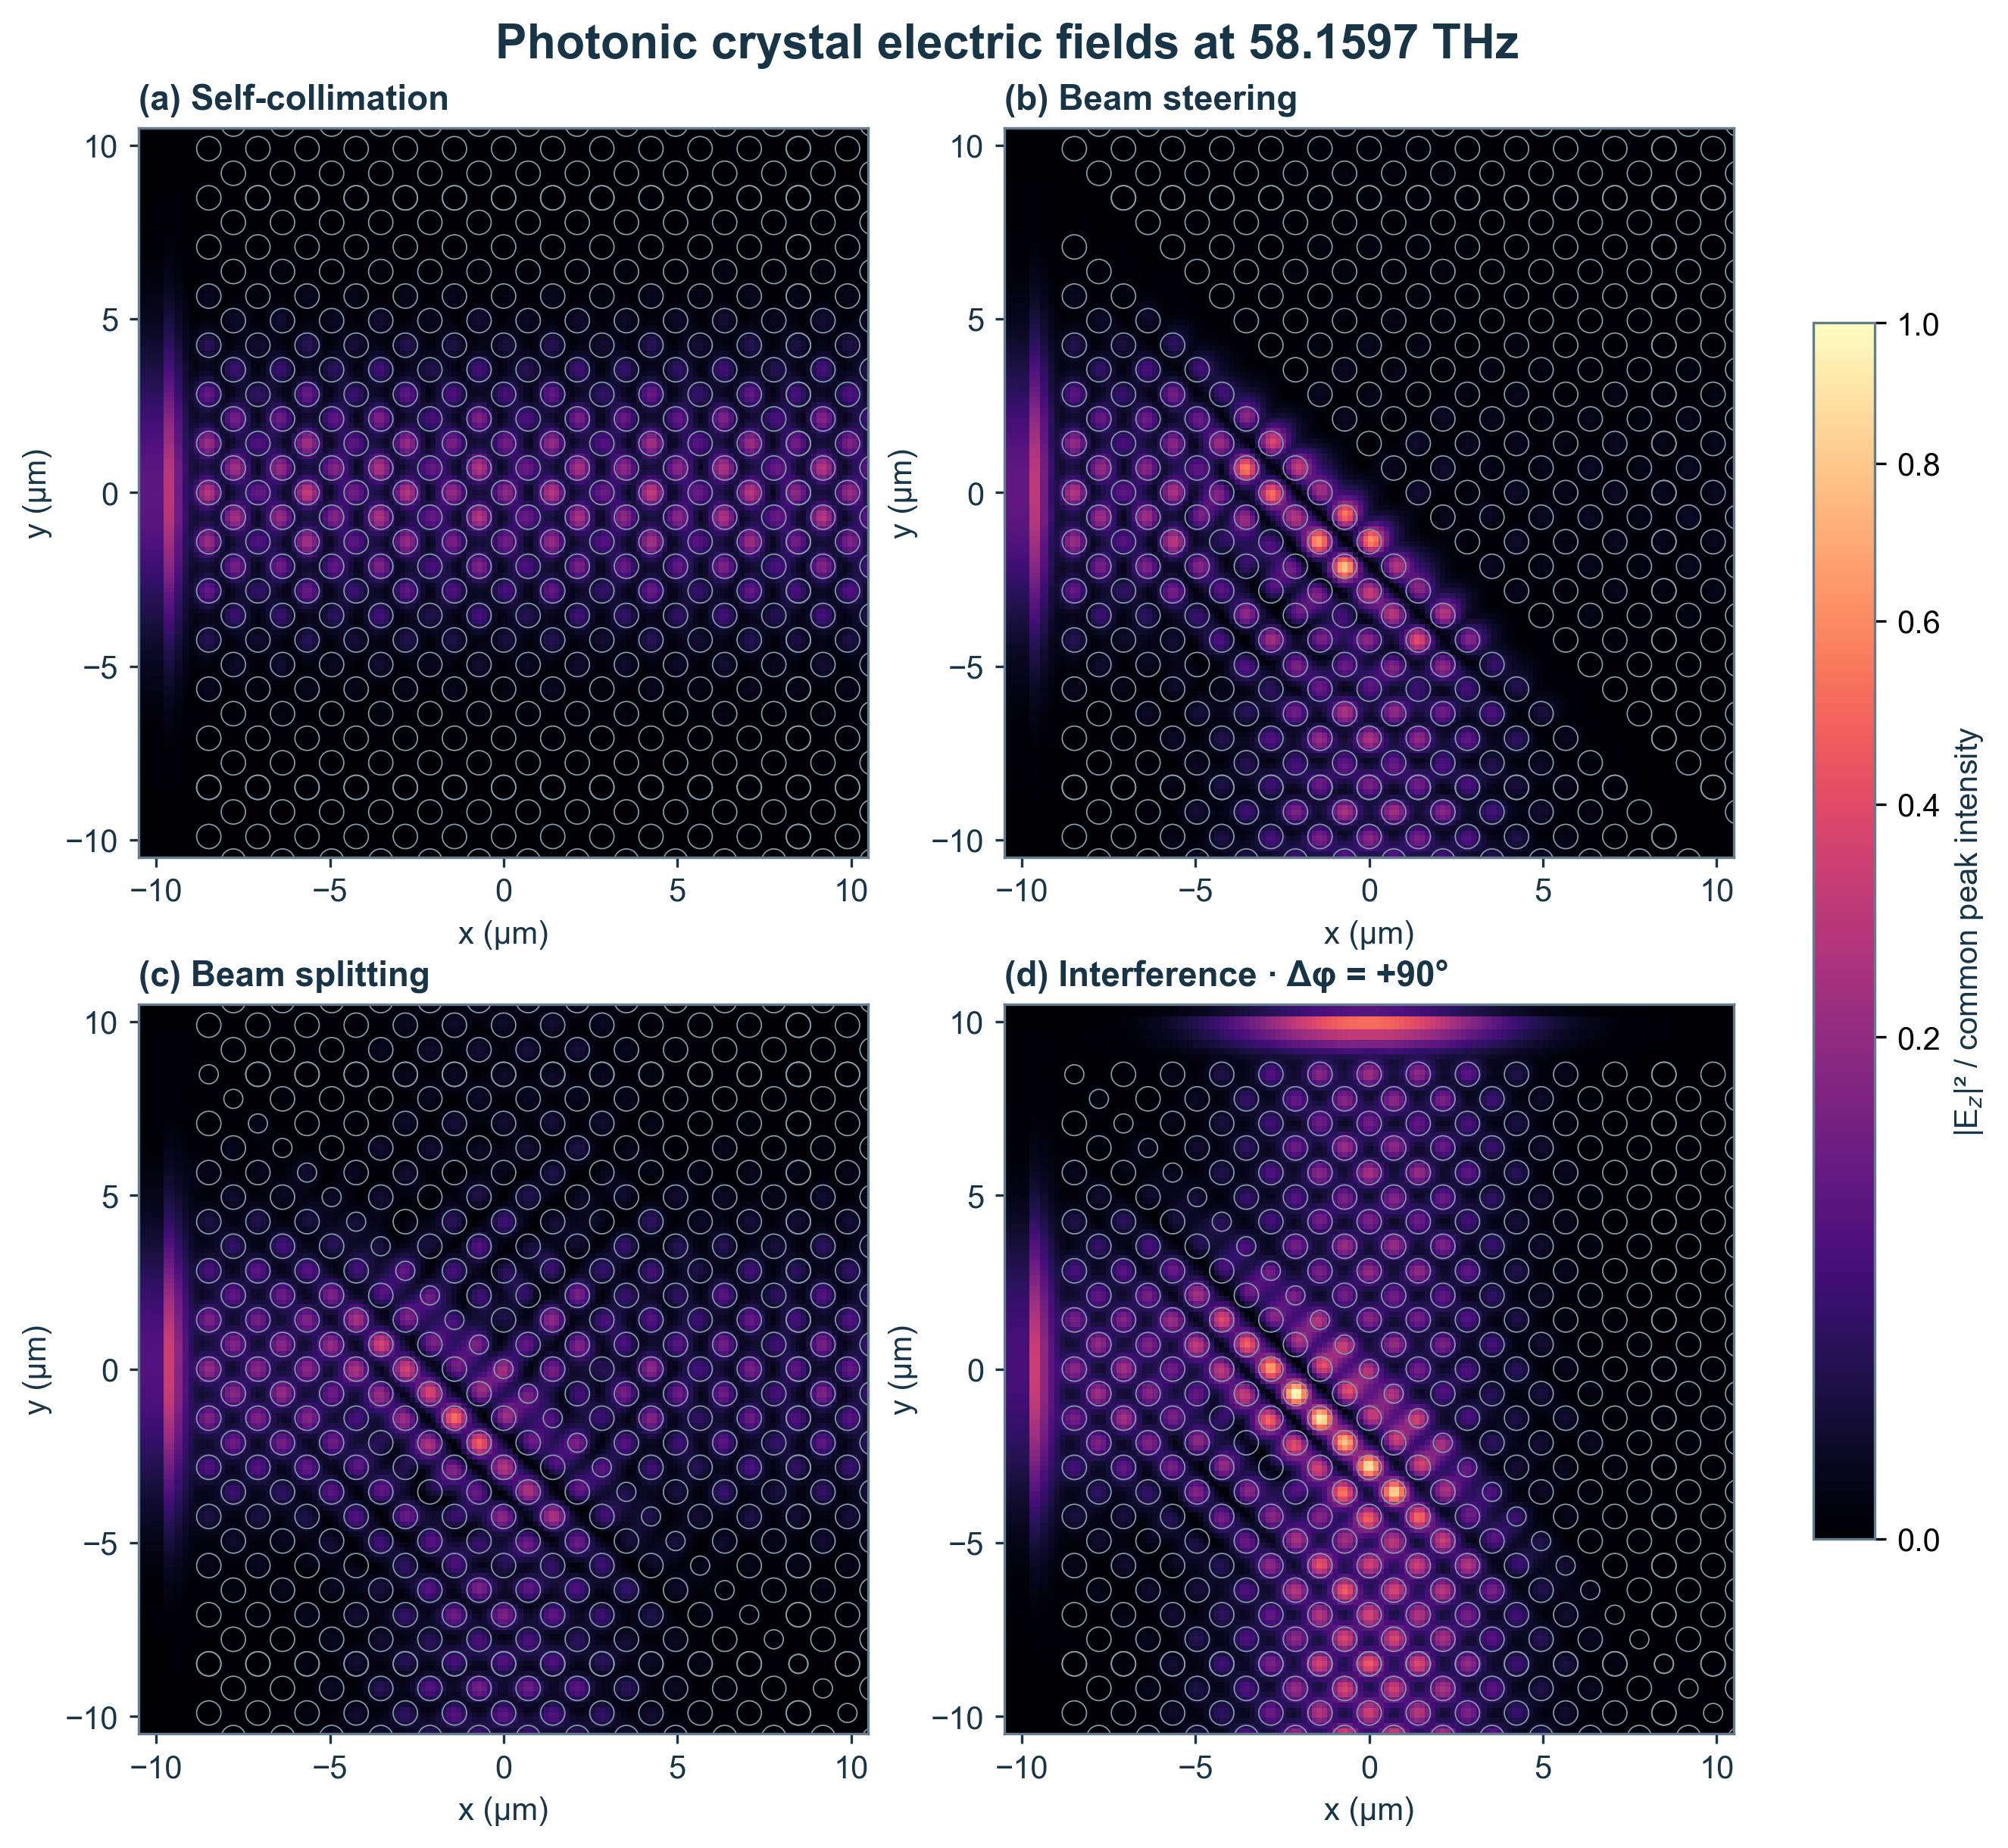 Photonic crystal electric fields at 58.1597 THz
(a) Self-collimation
10
5
0
−5
−10
y (µm)
−10 −5 0 5 10
x (µm)
(b) Beam steering
10
5
0
−5
−10
y (µm)
−10 −5 0 5 10
x (µm)
(c) Beam splitting
10
5
0
−5
−10
y (µm)
−10 −5 0 5 10
x (µm)
(d) Interference · Δφ = +90°
10
5
0
−5
−10
y (µm)
−10 −5 0 5 10
x (µm)
1.0
0.8
0.6
0.4
0.2
0.0
|E_z|² / common peak intensity